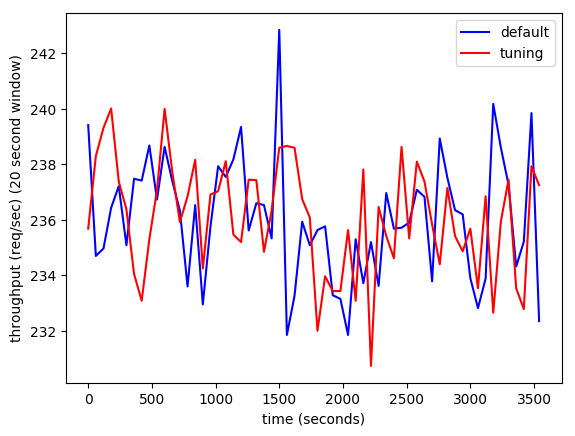 default
tuning
throughput (req/sec) (20 second window)
242
240
238
236
234
232
0 500 1000 1500 2000 2500 3000 3500
time (seconds)